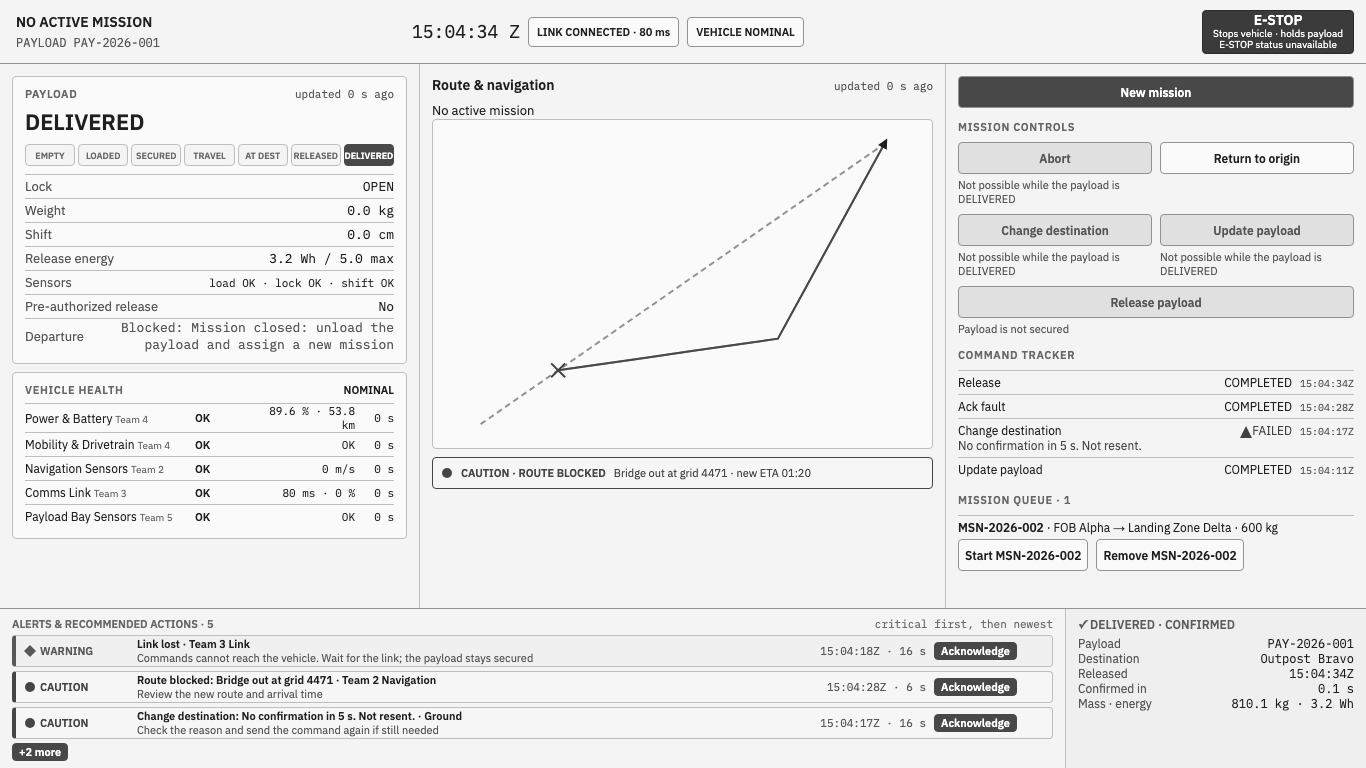 NO ACTIVE MISSION
PAYLOAD PAY-2026-001
15:04:34 Z
LINK CONNECTED · 80 ms
VEHICLE NOMINAL
E-STOP
Stops vehicle · holds payload
E-STOP status unavailable
PAYLOAD
updated 0 s ago
DELIVERED
EMPTY
LOADED
SECURED
TRAVEL
AT DEST
RELEASED
DELIVERED
Lock OPEN
Weight 0.0 kg
Shift 0.0 cm
Release energy 3.2 Wh / 5.0 max
Sensors load OK · lock OK · shift OK
Pre-authorized release No
Departure Blocked: Mission closed: unload the
payload and assign a new mission
VEHICLE HEALTH NOMINAL
Power & Battery Team 4 OK 89.6 % · 53.8 km 0 s
Mobility & Drivetrain Team 4 OK OK 0 s
Navigation Sensors Team 2 OK 0 m/s 0 s
Comms Link Team 3 OK 80 ms · 0 % 0 s
Payload Bay Sensors Team 5 OK OK 0 s
Route & navigation
updated 0 s ago
No active mission
CAUTION · ROUTE BLOCKED Bridge out at grid 4471 · new ETA 01:20
New mission
MISSION CONTROLS
Abort
Return to origin
Not possible while the payload is
DELIVERED
Change destination
Update payload
Not possible while the payload is
DELIVERED
Not possible while the payload is
DELIVERED
Release payload
Payload is not secured
COMMAND TRACKER
Release COMPLETED 15:04:34Z
Ack fault COMPLETED 15:04:28Z
Change destination ▲FAILED 15:04:17Z
No confirmation in 5 s. Not resent.
Update payload COMPLETED 15:04:11Z
MISSION QUEUE · 1
MSN-2026-002 · FOB Alpha → Landing Zone Delta · 600 kg
Start MSN-2026-002
Remove MSN-2026-002
ALERTS & RECOMMENDED ACTIONS · 5
critical first, then newest
WARNING
Link lost · Team 3 Link
Commands cannot reach the vehicle. Wait for the link; the payload stays secured
15:04:18Z · 16 s
Acknowledge
CAUTION
Route blocked: Bridge out at grid 4471 · Team 2 Navigation
Review the new route and arrival time
15:04:28Z · 6 s
Acknowledge
CAUTION
Change destination: No confirmation in 5 s. Not resent. · Ground
Check the reason and send the command again if still needed
15:04:17Z · 16 s
Acknowledge
+2 more
✓DELIVERED · CONFIRMED
Payload PAY-2026-001
Destination Outpost Bravo
Released 15:04:34Z
Confirmed in 0.1 s
Mass · energy 810.1 kg · 3.2 Wh